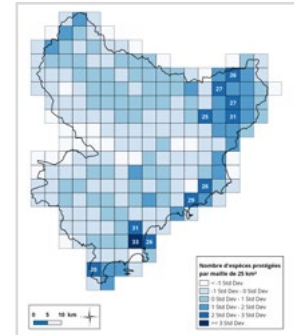 26
27
27
25
31
26
29
31
33
26
Nombre d'espèces protégées
par maille de 25 km²
< -1 Std Dev
-1 Std Dev - 0 Std Dev
0 Std Dev - 1 Std Dev
1 Std Dev - 2 Std Dev
2 Std Dev - 3 Std Dev
>= 3 Std Dev
0 5 10 km